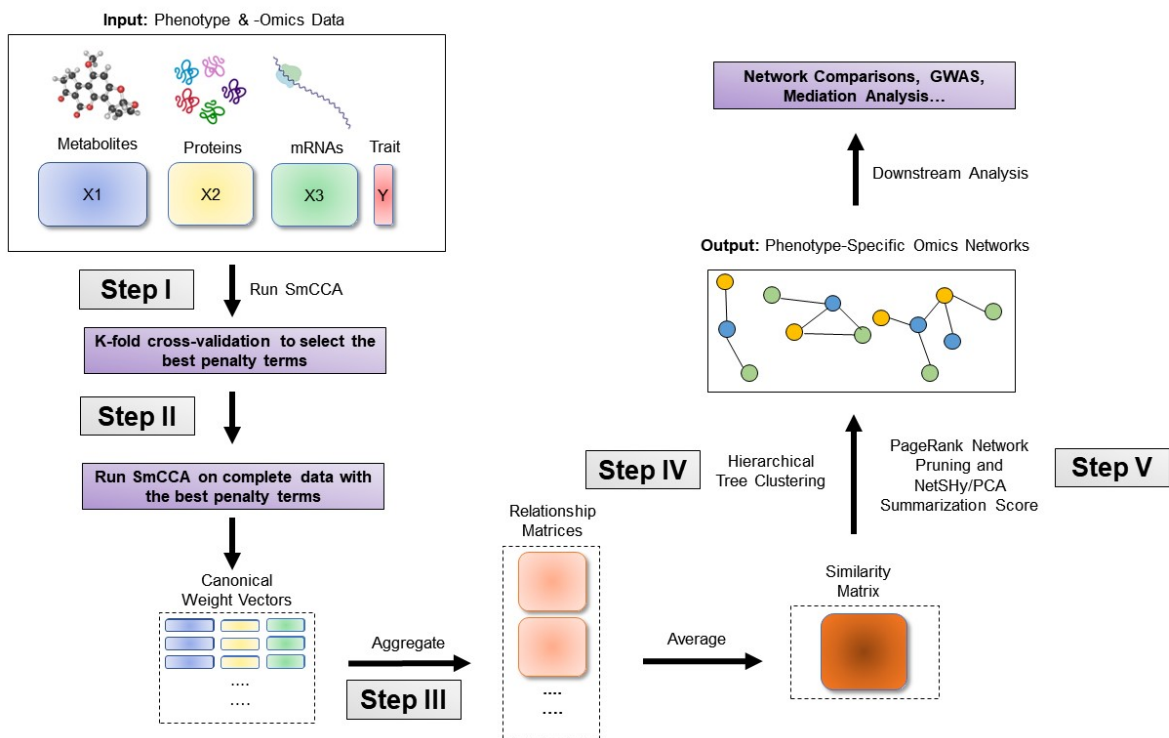 Input: Phenotype & -Omics Data
Metabolites
Proteins
mRNAs
Trait
X1
X2
X3
Y
Step I
Run SmCCA
K-fold cross-validation to select the
best penalty terms
Step II
Run SmCCA on complete data with
the best penalty terms
Canonical
Weight Vectors
....
....
Aggregate
Step III
Relationship
Matrices
....
....
Average
Similarity
Matrix
Step IV
Hierarchical
Tree Clustering
PageRank Network
Pruning and
NetSHy/PCA
Summarization Score
Step V
Output: Phenotype-Specific Omics Networks
Downstream Analysis
Network Comparisons, GWAS,
Mediation Analysis...